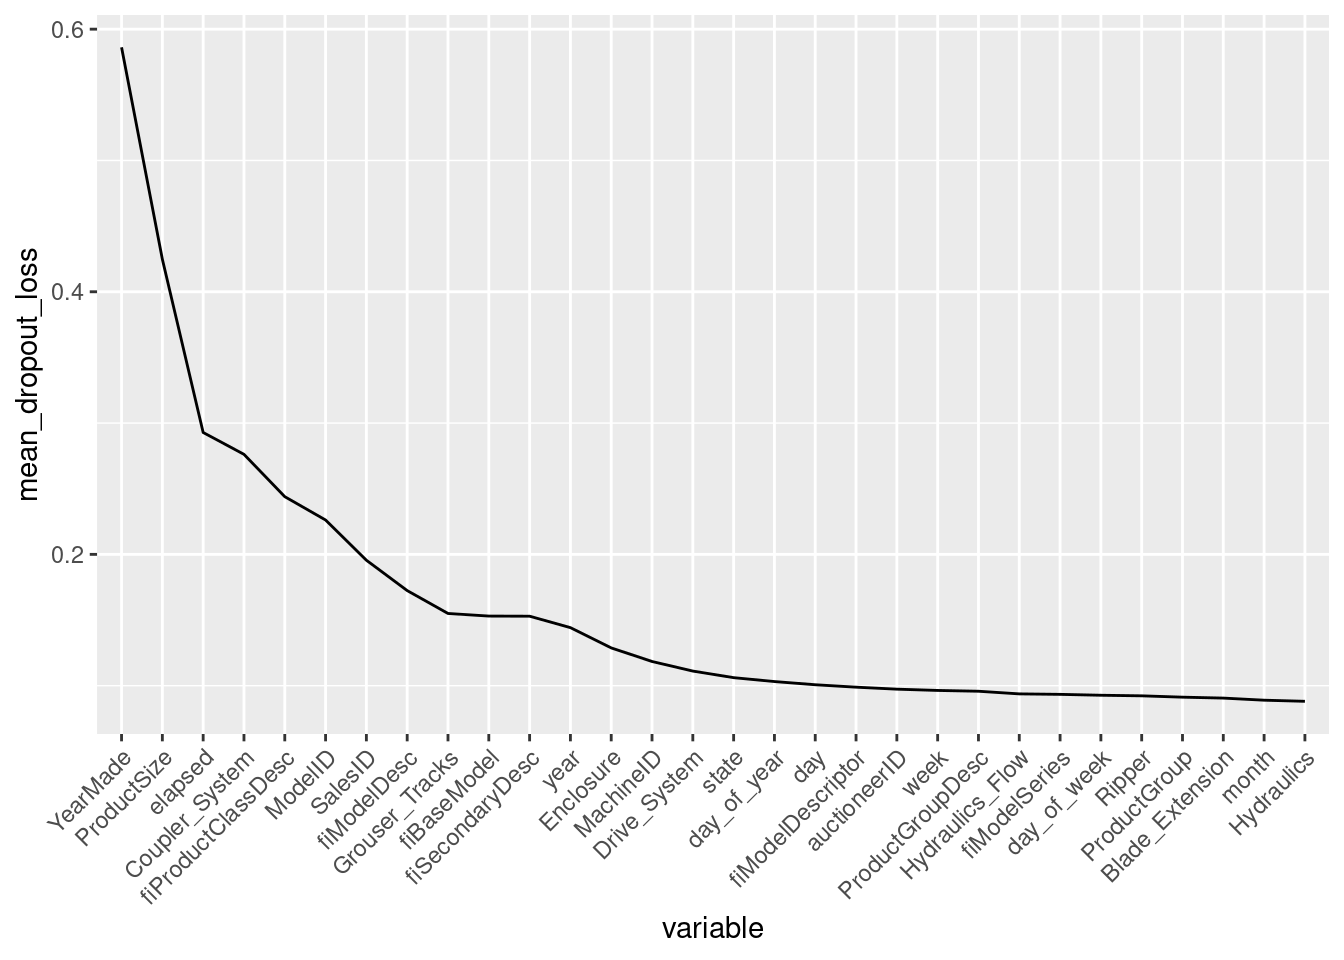 0.6
0.4
0.2
mean_dropout_loss
YearMade
ProductSize
elapsed
Coupler_System
fiProductClassDesc
ModelID
SalesID
fiModelDesc
Grouser_Tracks
fiBaseModel
fiSecondaryDesc
year
Enclosure
MachineID
Drive_System
state
day_of_year
day
fiModelDescriptor
auctioneerID
week
ProductGroupDesc
Hydraulics_Flow
fiModelSeries
day_of_week
Ripper
ProductGroup
Blade_Extension
month
Hydraulics
variable